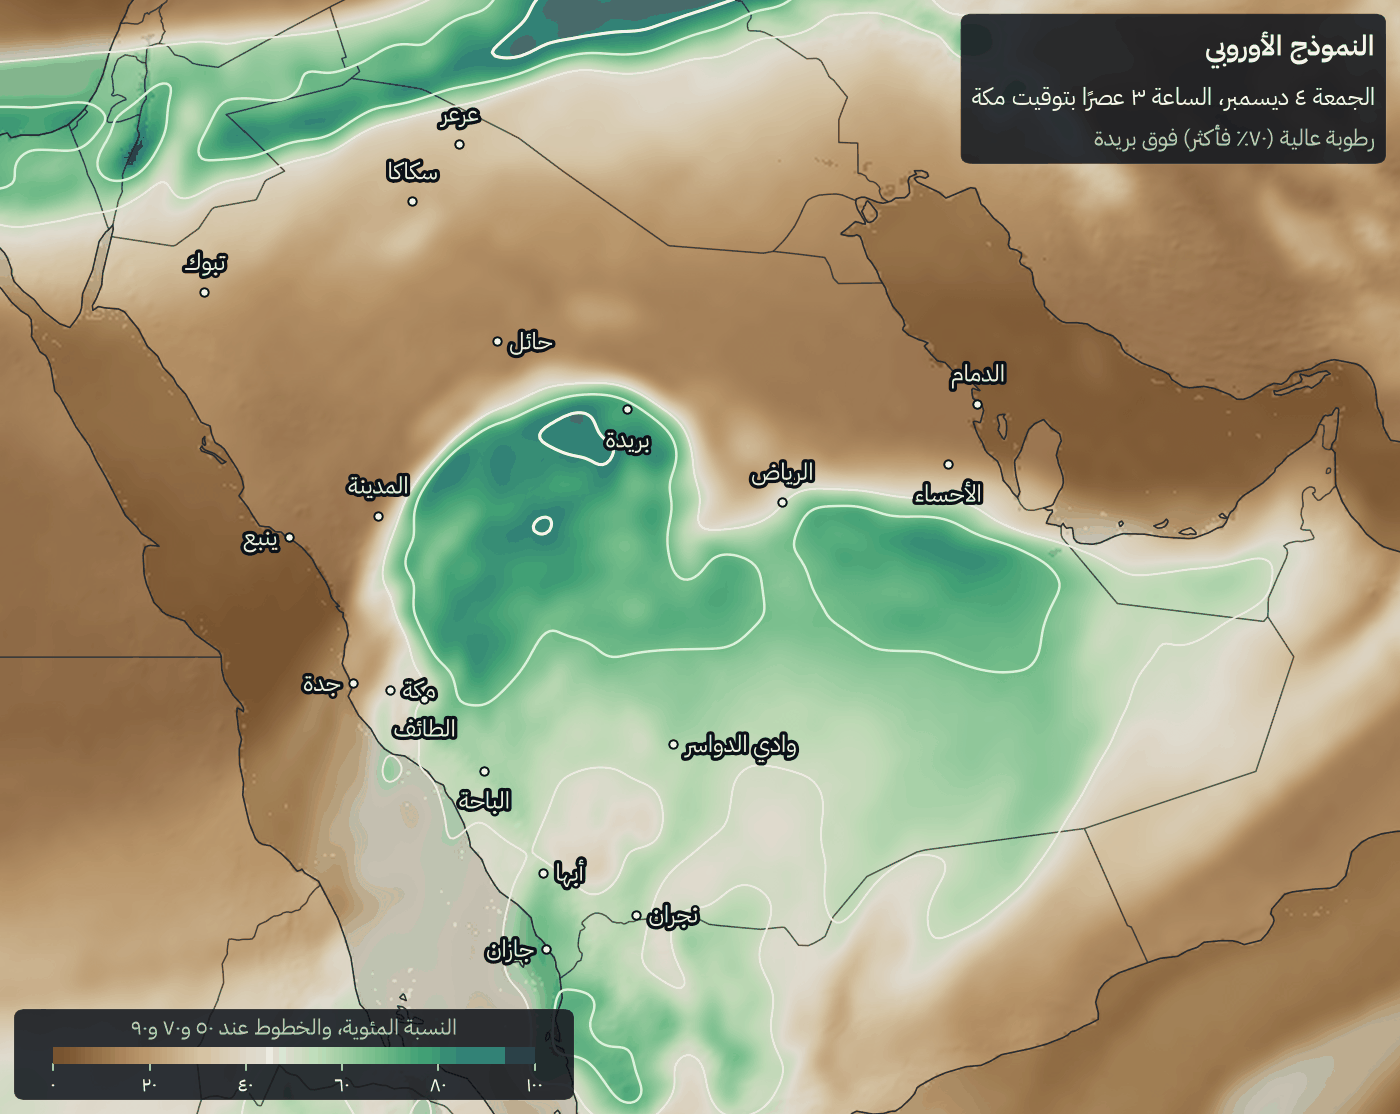 النموذج الأوروبي
الجمعة ٤ ديسمبر، الساعة ٣ عصرًا بتوقيت مكة
رطوبة عالية (٧٠٪ فأكثر) فوق بريدة
عرعر
سكاكا
تبوك
حائل
الدمام
بريدة
الرياض
المدينة
الأحساء
ينبع
جدة
مكة
الطائف
وادي الدواسر
الباحة
أبها
نجران
جازان
النسبة المئوية، والخطوط عند ٥٠ و٧٠ و٩٠
٠ ٢٠ ٤٠ ٦٠ ٨٠ ١٠٠